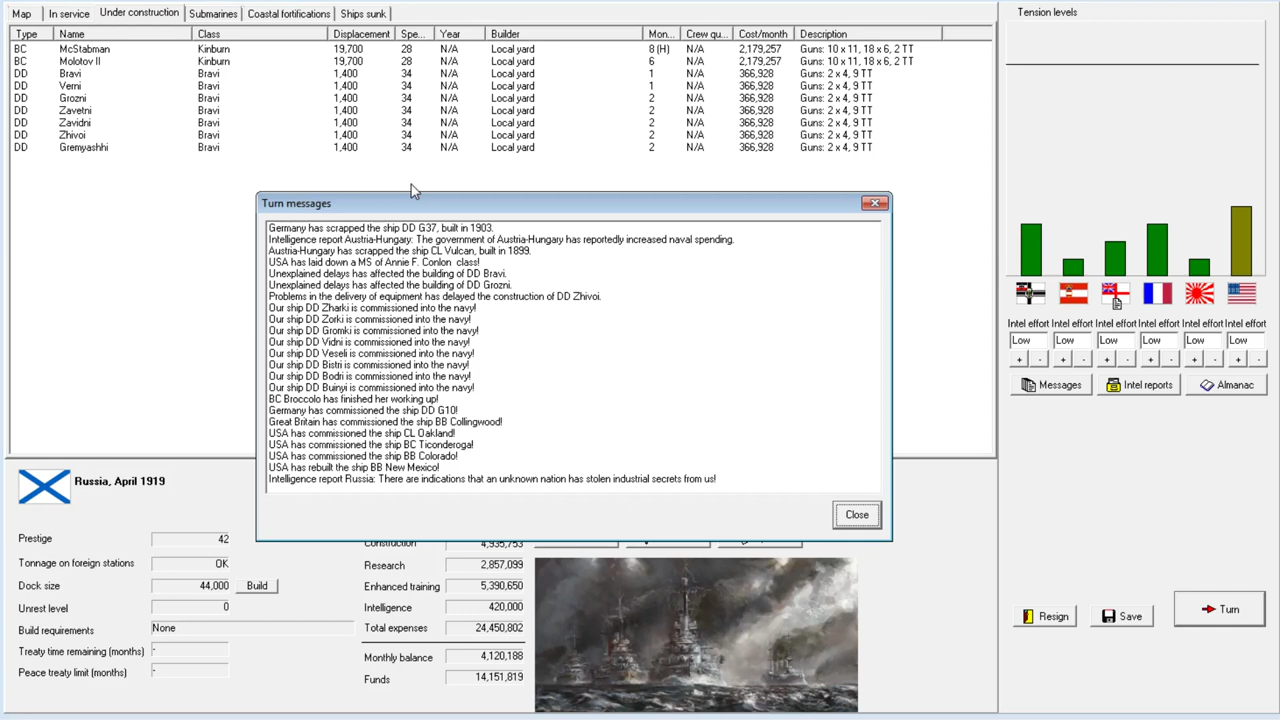 Map In service Under construction Submarines Coastal fortifications Ships sunk
Type Name Class Displacement Spe... Year Builder Mon... Crew qu... Cost/month Description
BC McStabman Kinburn 19,700 28 N/A Local yard 8 (H) N/A 2,179,257 Guns: 10 x 11, 18 x 6, 2 TT
BC Molotov II Kinburn 19,700 28 N/A Local yard 6 N/A 2,179,257 Guns: 10 x 11, 18 x 6, 2 TT
DD Bravi Bravi 1,400 34 N/A Local yard 1 N/A 366,928 Guns: 2 x 4, 9 TT
DD Verni Bravi 1,400 34 N/A Local yard 1 N/A 366,928 Guns: 2 x 4, 9 TT
DD Grozni Bravi 1,400 34 N/A Local yard 2 N/A 366,928 Guns: 2 x 4, 9 TT
DD Zavetni Bravi 1,400 34 N/A Local yard 2 N/A 366,928 Guns: 2 x 4, 9 TT
DD Zavidni Bravi 1,400 34 N/A Local yard 2 N/A 366,928 Guns: 2 x 4, 9 TT
DD Zhivoi Bravi 1,400 34 N/A Local yard 2 N/A 366,928 Guns: 2 x 4, 9 TT
DD Gremyashhi Bravi 1,400 34 N/A Local yard 2 N/A 366,928 Guns: 2 x 4, 9 TT
Turn messages
Germany has scrapped the ship DD G37, built in 1903.
Intelligence report Austria-Hungary: The government of Austria-Hungary has reportedly increased naval spending.
Austria-Hungary has scrapped the ship CL Vulcan, built in 1899.
USA has laid down a MS of Annie F. Conlon class!
Unexplained delays has affected the building of DD Bravi.
Unexplained delays has affected the building of DD Grozni.
Problems in the delivery of equipment has delayed the construction of DD Zhivoi.
Our ship DD Zharki is commissioned into the navy!
Our ship DD Zorki is commissioned into the navy!
Our ship DD Gromki is commissioned into the navy!
Our ship DD Vidni is commissioned into the navy!
Our ship DD Veseli is commissioned into the navy!
Our ship DD Bistri is commissioned into the navy!
Our ship DD Bodri is commissioned into the navy!
Our ship DD Buinyi is commissioned into the navy!
BC Broccolo has finished her working up!
Germany has commissioned the ship DD G10!
Great Britain has commissioned the ship BB Collingwood!
USA has commissioned the ship CL Oakland!
USA has commissioned the ship BC Ticonderoga!
USA has commissioned the ship BB Colorado!
USA has rebuilt the ship BB New Mexico!
Intelligence report Russia: There are indications that an unknown nation has stolen industrial secrets from us!
Close
Russia, April 1919
Prestige 42
Tonnage on foreign stations OK
Dock size 44,000 Build
Unrest level 0
Build requirements None
Treaty time remaining (months) -
Peace treaty limit (months) -
Construction 4,935,753
Research 2,857,099
Enhanced training 5,390,650
Intelligence 420,000
Total expenses 24,450,802
Monthly balance 4,120,188
Funds 14,151,819
Tension levels
Intel effort Intel effort Intel effort Intel effort Intel effort Intel effort
Low Low Low Low Low Low
+ - + - + - + - + - + -
Messages Intel reports Almanac
Resign Save Turn